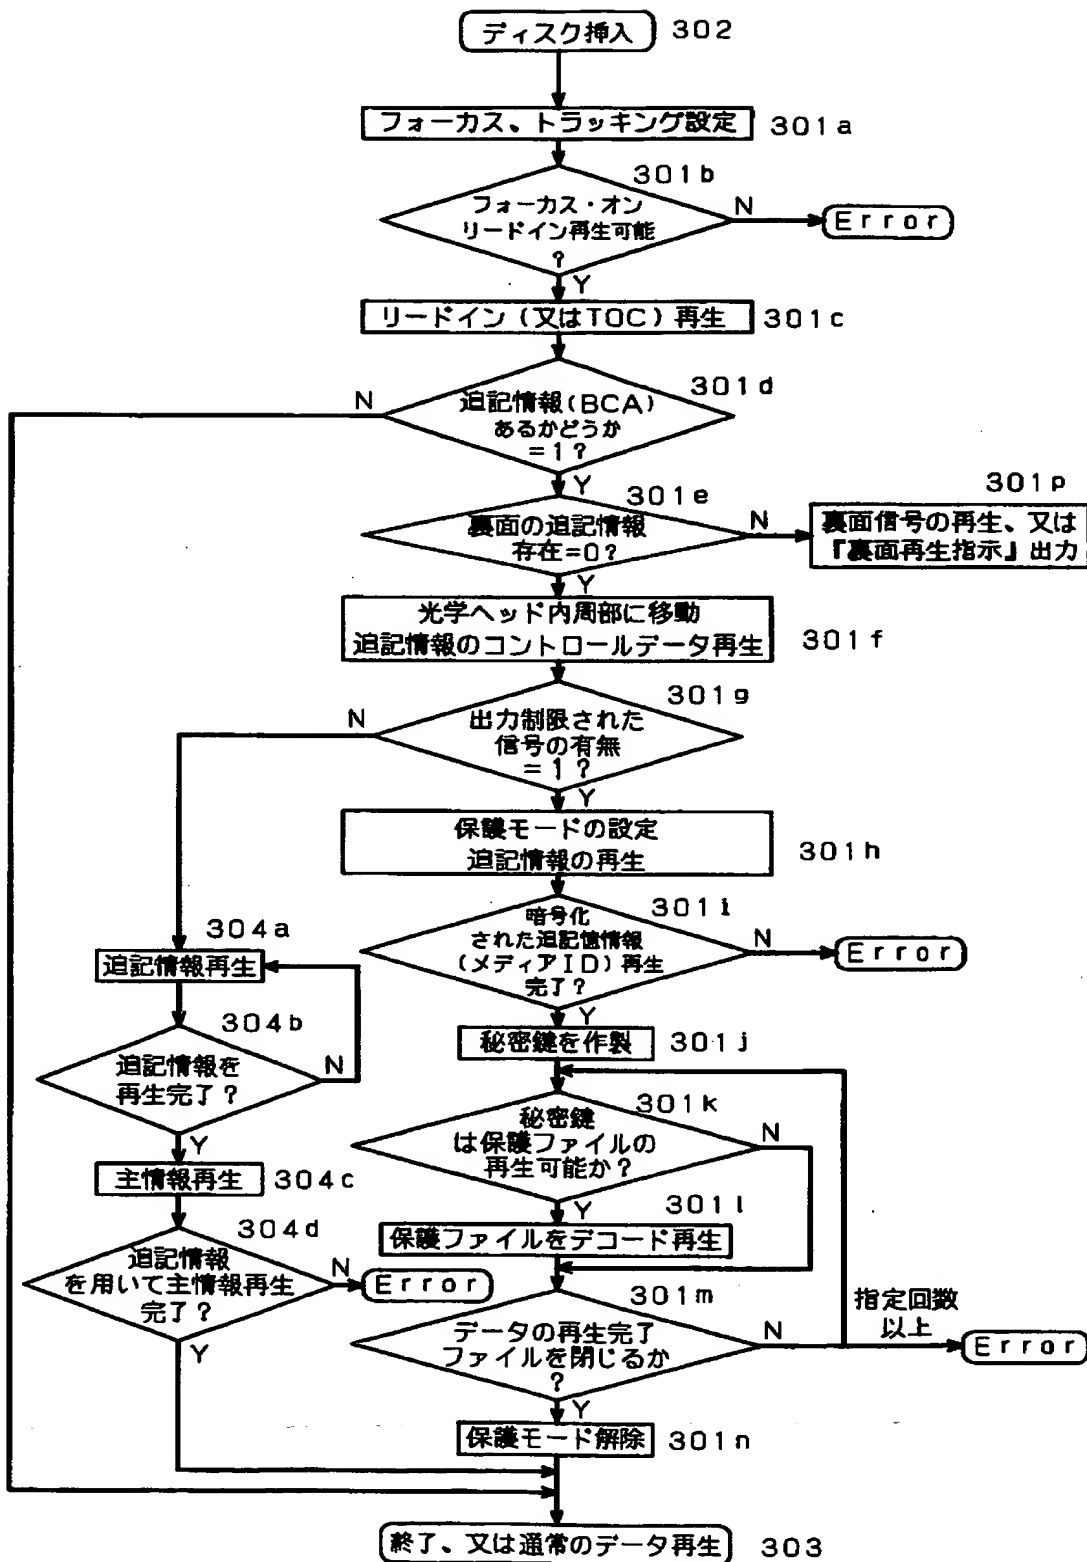 ディスク挿入 302
フォーカス、トラッキング設定 301a
301b
フォーカス・オン
リードイン再生可能
?
N
Error
Y
リードイン(又はTOC)再生 301c
301d
N
追記情報(BCA)
あるかどうか
=1?
Y
301e
301p
裏面の追記情報
存在=0?
N
裏面信号の再生、又は
『裏面再生指示』出力
Y
光学ヘッド内周部に移動
追記情報のコントロールデータ再生
301f
301g
N
出力制限された
信号の有無
=1?
Y
保護モードの設定
追記情報の再生
301h
301i
暗号化
された追記憶情報
(メディアID)再生
完了?
N
Error
Y
304a
追記情報再生
304b
追記情報を
再生完了?
N
Y
主情報再生 304c
304d
追記情報
を用いて主情報再生
完了?
N
Error
Y
秘密鍵を作製 301j
301k
秘密鍵
は保護ファイルの
再生可能か?
N
Y
301l
保護ファイルをデコード再生
301m
データの再生完了
ファイルを閉じるか
?
N
指定回数
以上
Error
Y
保護モード解除 301n
終了、又は通常のデータ再生 303